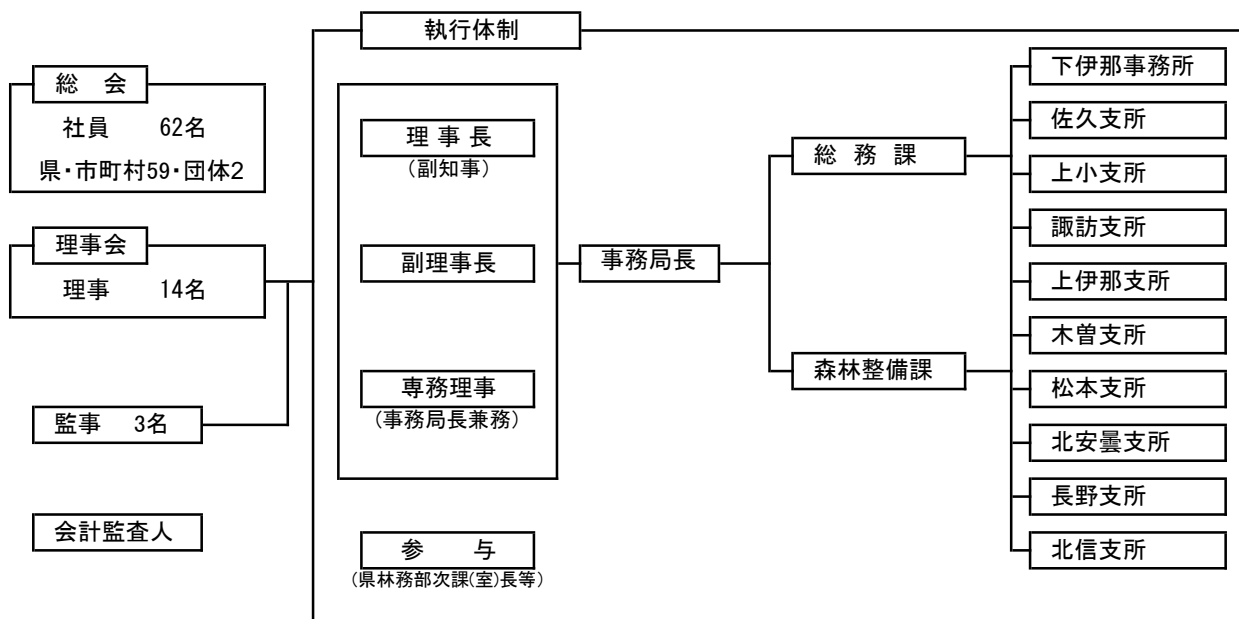 執行体制
総　会
社員　　62名
県・市町村59・団体2
理事会
理事　　14名
監事　3名
会計監査人
理 事 長
(副知事)
副理事長
専務理事
(事務局長兼務)
参　　与
(県林務部次課(室)長等)
事務局長
総　務　課
森林整備課
下伊那事務所
佐久支所
上小支所
諏訪支所
上伊那支所
木曽支所
松本支所
北安曇支所
長野支所
北信支所